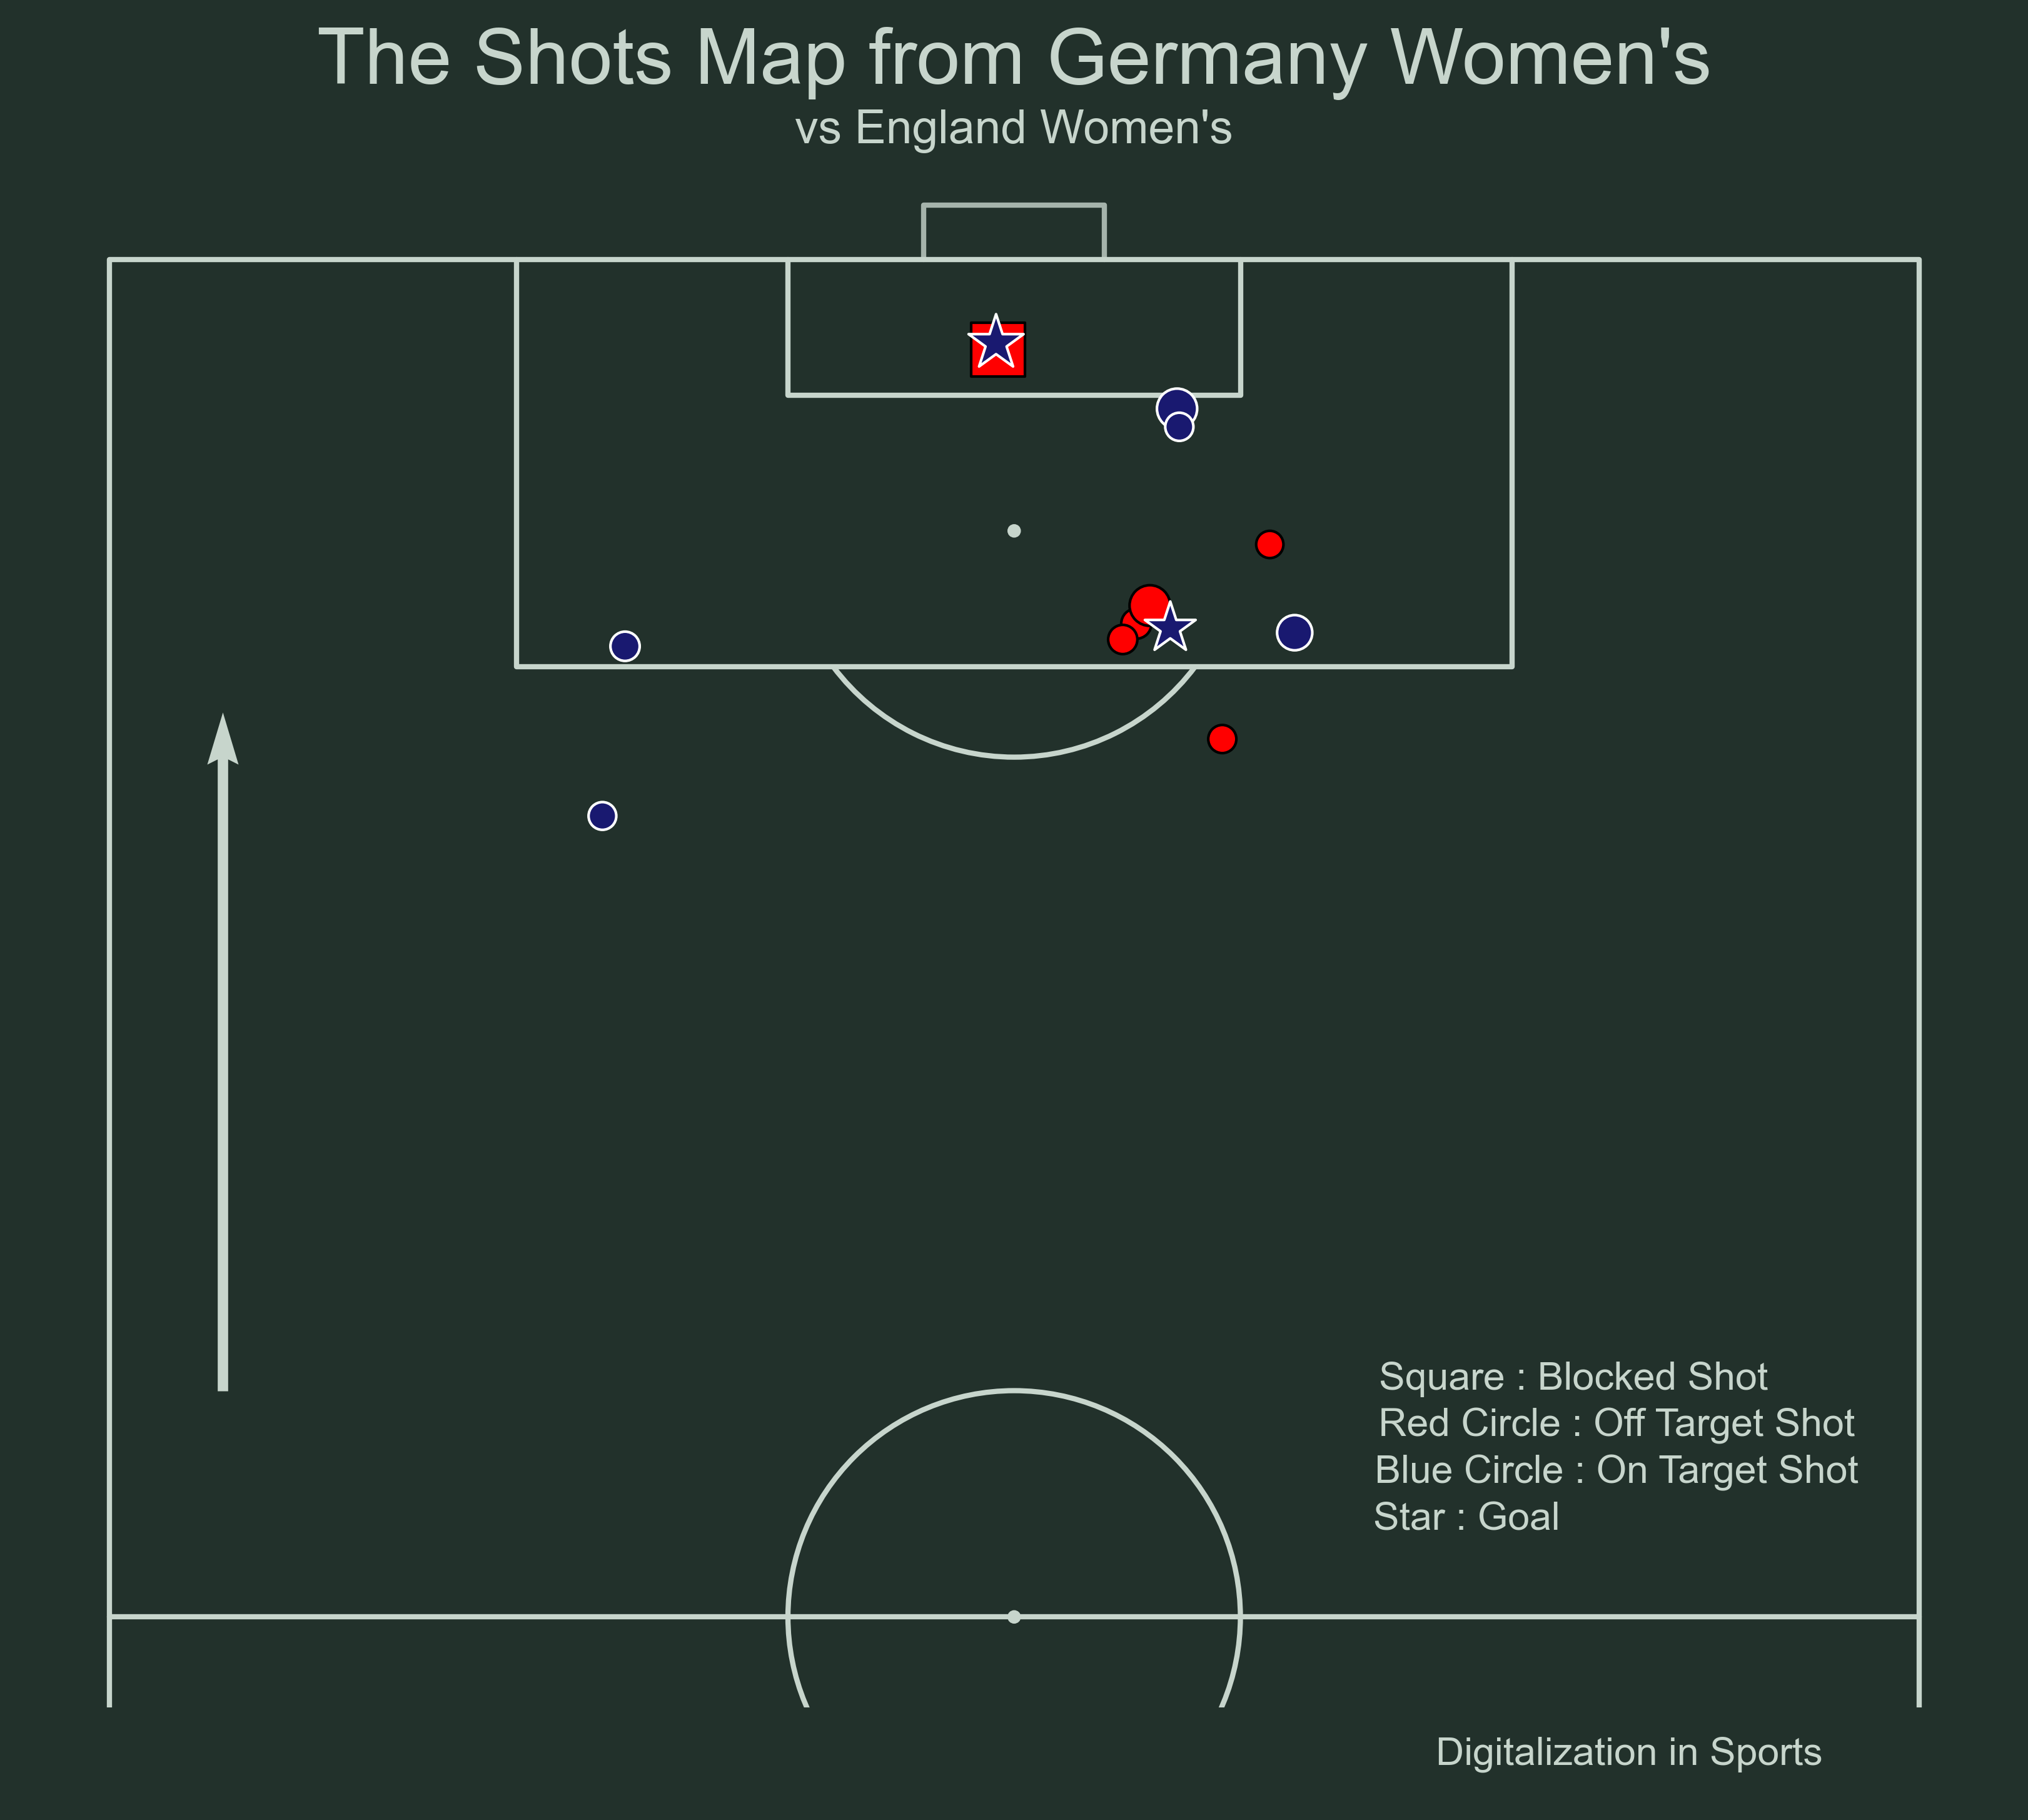 The Shots Map from Germany Women's
vs England Women's
Square : Blocked Shot
Red Circle : Off Target Shot
Blue Circle : On Target Shot
Star : Goal
Digitalization in Sports